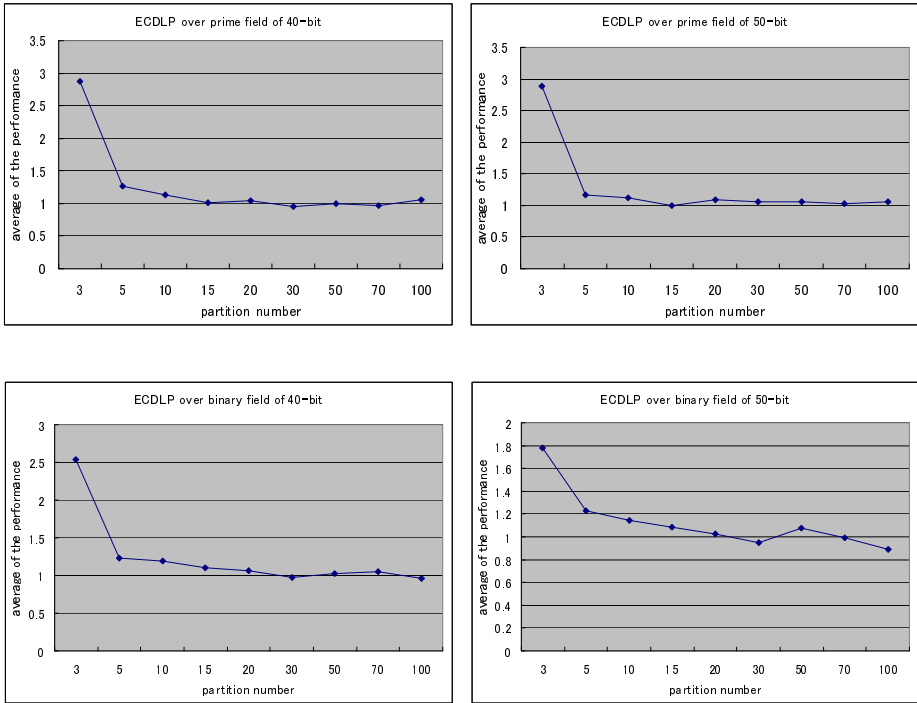 ECDLP over prime field of 40-bit
3.5
3
2.5
2
1.5
1
0.5
0
average of the performance
3 5 10 15 20 30 50 70 100
partition number
ECDLP over prime field of 50-bit
3.5
3
2.5
2
1.5
1
0.5
0
average of the performance
3 5 10 15 20 30 50 70 100
partition number
ECDLP over binary field of 40-bit
3
2.5
2
1.5
1
0.5
0
average of the performance
3 5 10 15 20 30 50 70 100
partition number
ECDLP over binary field of 50-bit
2
1.8
1.6
1.4
1.2
1
0.8
0.6
0.4
0.2
0
average of the performance
3 5 10 15 20 30 50 70 100
partition number